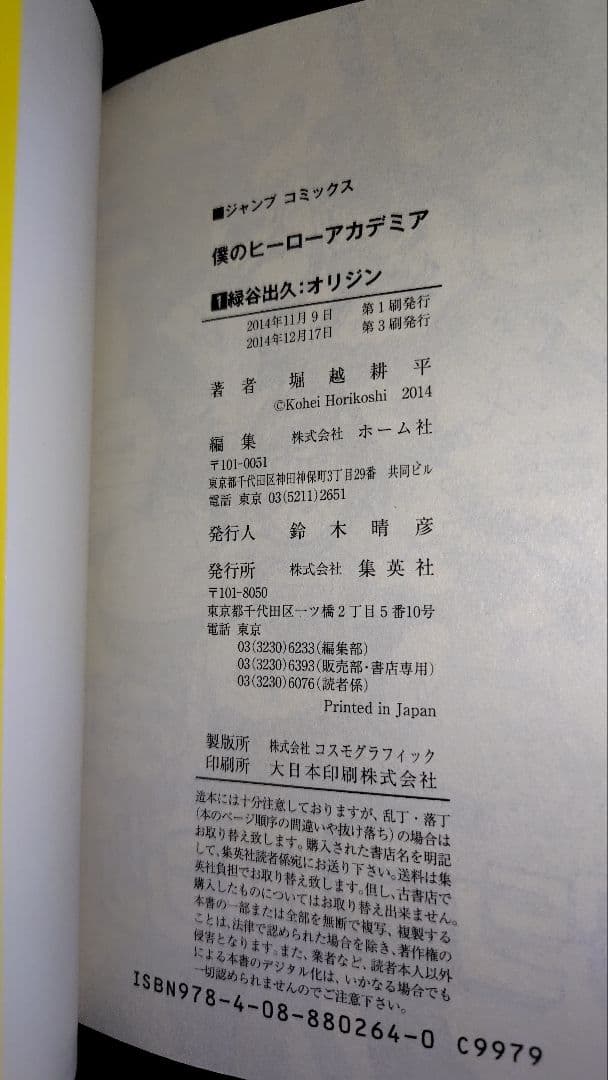 ■ジャンプ コミックス
僕のヒーローアカデミア
1緑谷出久:オリジン
2014年11月9日 第1刷発行
2014年12月17日 第3刷発行
著者 堀越耕平
©Kohei Horikoshi 2014
編集 株式会社 ホーム社
〒101-0051
東京都千代田区神田神保町3丁目29番 共同ビル
電話 東京 03(5211)2651
発行人 鈴木晴彦
発行所 株式会社 集英社
〒101-8050
東京都千代田区一ツ橋2丁目5番10号
電話 東京
03(3230)6233(編集部)
03(3230)6393(販売部・書店専用)
03(3230)6076(読者係)
Printed in Japan
製版所 株式会社 コスモグラフィック
印刷所 大日本印刷株式会社
造本には十分注意しておりますが、乱丁・落丁
(本のページ順序の間違いや抜け落ち)の場合は
お取り替え致します。購入された書店名を明記
して、集英社読者係宛にお送り下さい。送料は集
英社負担でお取り替え致します。但し、古書店で
購入したものについてはお取り替え出来ません。
本書の一部または全部を無断で複写、複製する
ことは、法律で認められた場合を除き、著作権の
侵害となります。また、業者など、読者本人以外
による本書のデジタル化は、いかなる場合でも
一切認められませんのでご注意下さい。
ISBN978-4-08-880264-0 C9979